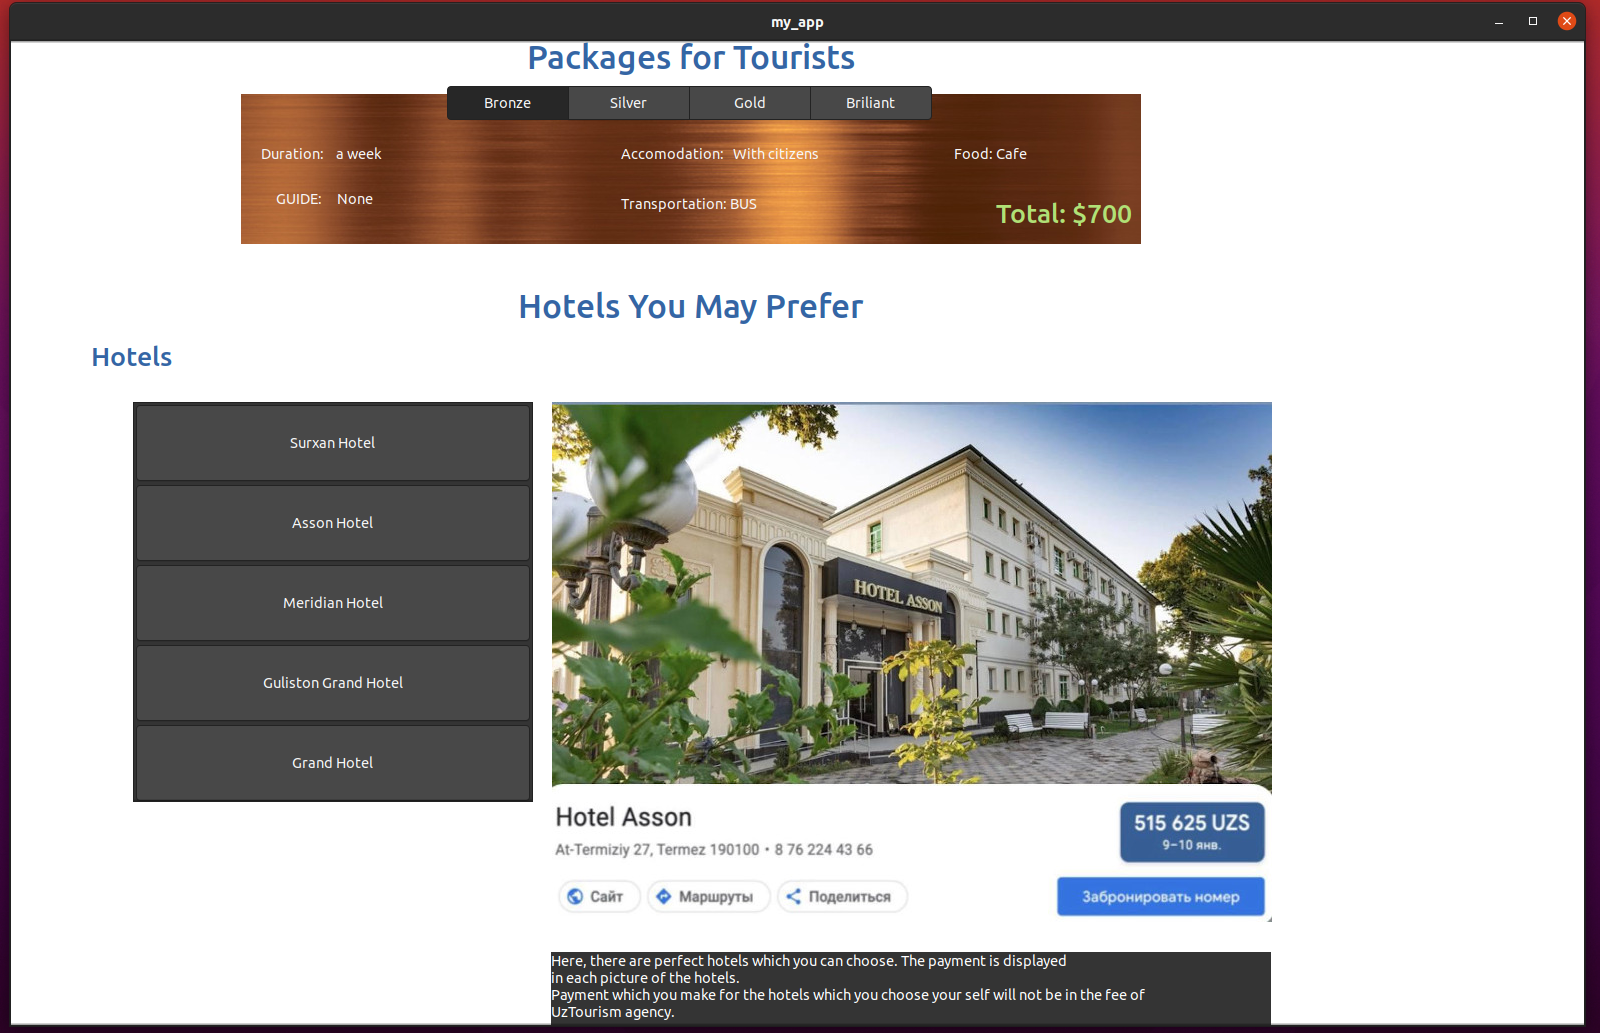 my_app
Packages for Tourists
Bronze Silver Gold Briliant
Duration: a week Accomodation: With citizens Food: Cafe
GUIDE: None Transportation: BUS
Total: $700
Hotels You May Prefer
Hotels
Surxan Hotel
Asson Hotel
Meridian Hotel
Guliston Grand Hotel
Grand Hotel
HOTEL ASSON
Hotel Asson
515 625 UZS
9–10 янв.
At-Termiziy 27, Termez 190100 • 8 76 224 43 66
Сайт Маршруты Поделиться Забронировать номер
Here, there are perfect hotels which you can choose. The payment is displayed
in each picture of the hotels.
Payment which you make for the hotels which you choose your self will not be in the fee of
UzTourism agency.